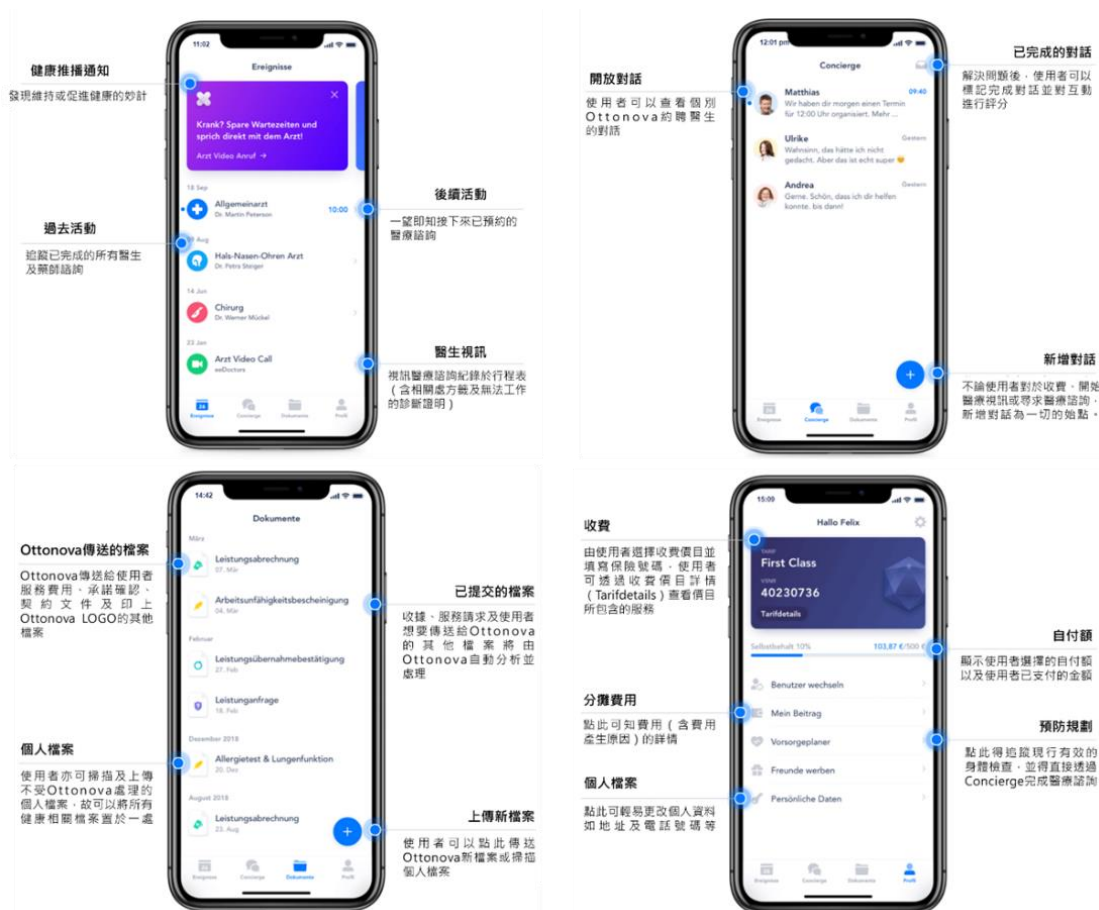 健康推播通知
發現維持或促進健康的妙計
過去活動
追蹤已完成的所有醫生
及藥師諮詢
11:02
Ereignisse
Krank? Spare Wartezeiten und
sprich direkt mit dem Arzt!
Arzt Video Anruf →
18 Sep
Allgemeinarzt
Dr. Martin Peterson
10:00
Aug
Hals-Nasen-Ohren Arzt
Dr. Petra Steiger
14 Jun
Chirurg
Dr. Werner Mückel
23 Jan
Arzt Video Call
eeDoctors
Ereignisse
Concierge
Dokumente
Profil
後續活動
一望即知接下來已預約的
醫療諮詢
醫生視訊
視訊醫療諮詢紀錄於行程表
(含相關處方籤及無法工作
的診斷證明)
開放對話
使用者可以查看個別
Ottonova約聘醫生
的對話
12:01 pm
Concierge
Matthias
09:40
Wir haben dir morgen einen Termin
für 12:00 Uhr organsiert. Mehr ...
Ulrike
Gestern
Wahnsinn, das hätte ich nicht
gedacht. Aber das ist echt super
Andrea
Gestern
Gerne. Schön, dass ich dir helfen
konnte. bis dann!
Ereignisse
Concierge
Dokumente
Profil
已完成的對話
解決問題後,使用者可以
標記完成對話並對互動
進行評分
新增對話
不論使用者對於收費、開始
醫療視訊或尋求醫療諮詢,
新增對話為一切的始點。
Ottonova傳送的檔案
Ottonova傳送給使用者
服務費用、承諾確認、
契約文件及印上
Ottonova LOGO的其他
檔案
個人檔案
使用者亦可掃描及上傳
不受Ottonova處理的
個人檔案,故可以將所有
健康相關檔案置於一處
14:42
Dokumente
März
Leistungsabrechnung
07. Mär
Arbeitsunfähigkeitsbescheinigung
04. Mär
Februar
Leistungsübernahmebestätigung
27. Feb
Leistunganfrage
18. Feb
Dezember 2018
Allergietest & Lungenfunktion
20. Dez
August 2018
Leistungsabrechnung
23. Aug
Ereignisse
Concierge
Dokumente
Profil
已提交的檔案
收據、服務請求及使用者
想要傳送給Ottonova
的其他檔案將由
Ottonova自動分析並
處理
上傳新檔案
使用者可以點此傳送
Ottonova新檔案或掃描
個人檔案
收費
由使用者選擇收費價目並
填寫保險號碼,使用者
可透過收費價目詳情
(Tarifdetails)查看價目
所包含的服務
分攤費用
點此可知費用(含費用
產生原因)的詳情
個人檔案
點此可輕易更改個人資料
如地址及電話號碼等
15:09
Hallo Felix
TARIF
First Class
VSNR
40230736
Tarifdetails
Selbstbehalt 10%
103,87 €/500 €
Benutzer wechseln
Mein Beitrag
Vorsorgeplaner
Freunde werben
Persönliche Daten
Ereignisse
Concierge
Dokumente
Profil
自付額
顯示使用者選擇的自付額
以及使用者已支付的金額
預防規劃
點此得追蹤現行有效的
身體檢查,並得直接透過
Concierge完成醫療諮詢